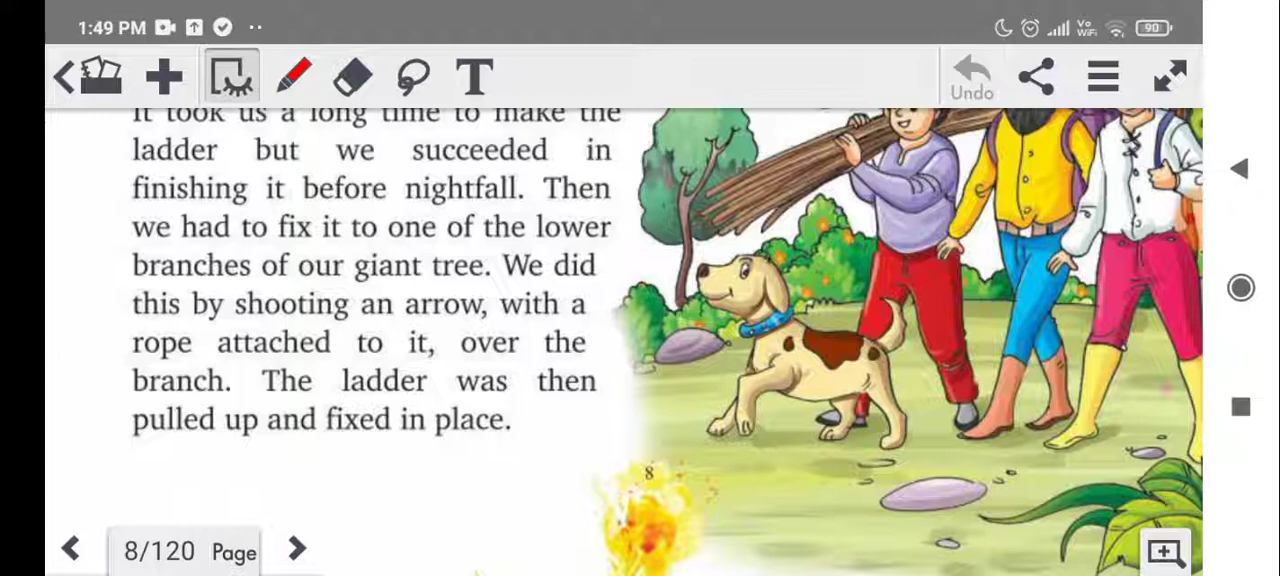 1:49 PM
Vo WiFi
90
T
Undo
It took us a long time to make the
ladder but we succeeded in
finishing it before nightfall. Then
we had to fix it to one of the lower
branches of our giant tree. We did
this by shooting an arrow, with a
rope attached to it, over the
branch. The ladder was then
pulled up and fixed in place.
8
8/120 Page